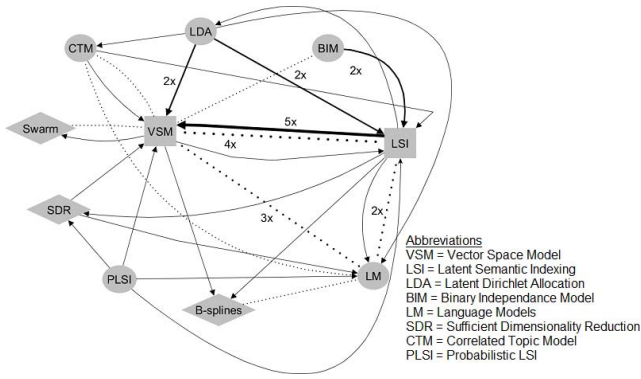 LDA
CTM
BIM
2x
2x
2x
Swarm
VSM
5x
4x
LSI
SDR
3x
2x
PLSI
LM
B-splines
Abbreviations
VSM = Vector Space Model
LSI = Latent Semantic Indexing
LDA = Latent Dirichlet Allocation
BIM = Binary Independence Model
LM = Language Models
SDR = Sufficient Dimensionality Reduction
CTM = Correlated Topic Model
PLSI = Probabilistic LSI